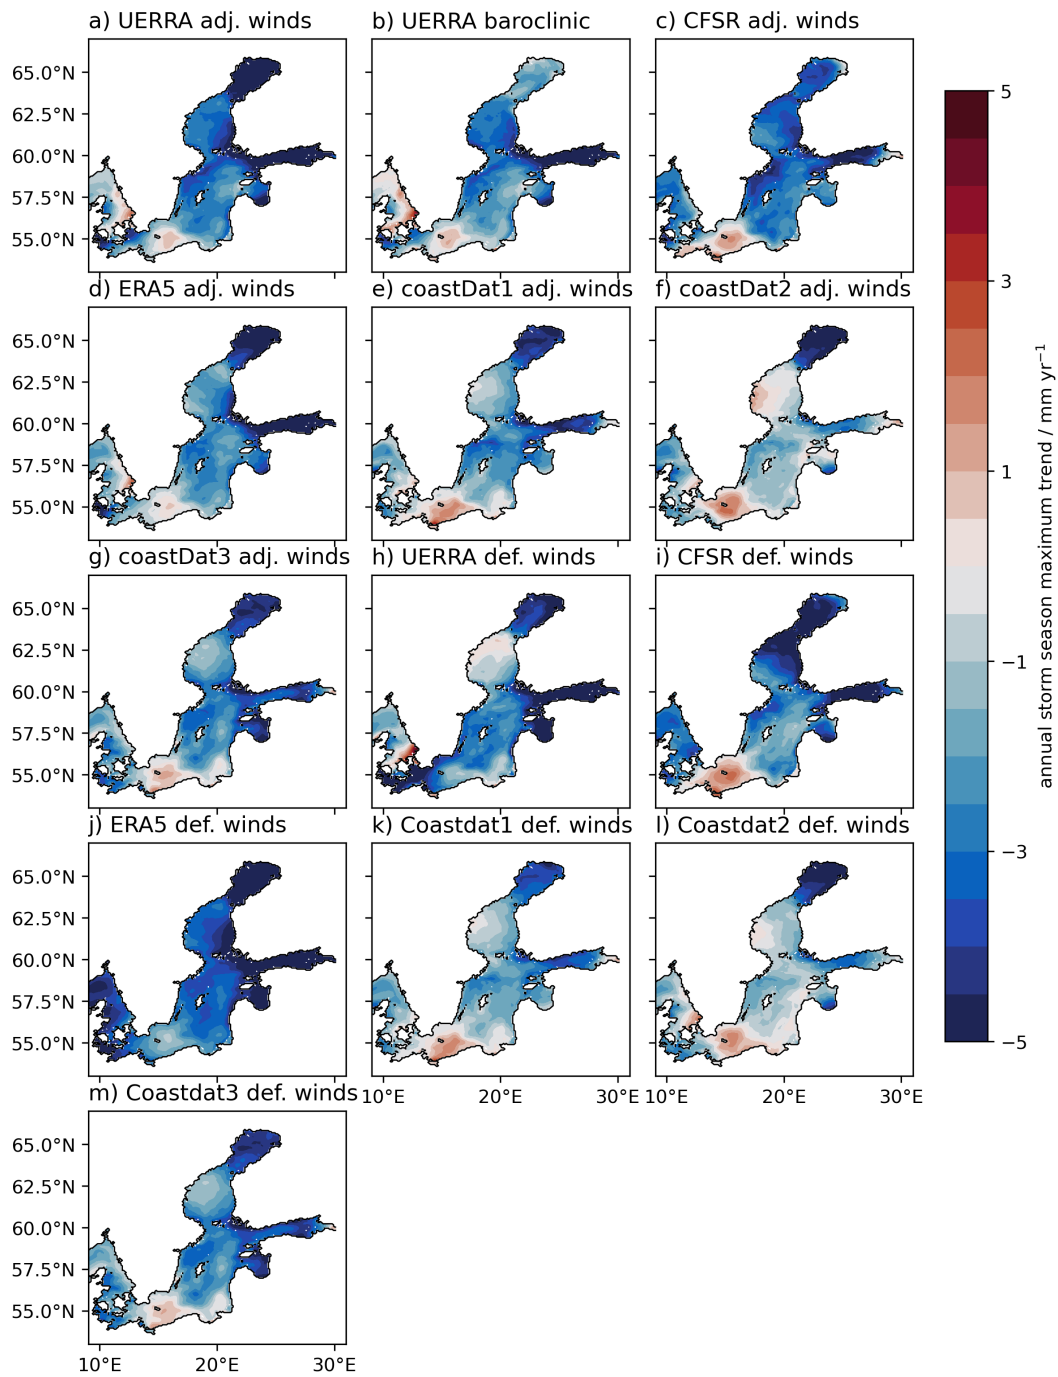 a) UERRA adj. winds
b) UERRA baroclinic
c) CFSR adj. winds
65.0°N
62.5°N
60.0°N
57.5°N
55.0°N
d) ERA5 adj. winds
e) coastDat1 adj. winds
f) coastDat2 adj. winds
65.0°N
62.5°N
60.0°N
57.5°N
55.0°N
g) coastDat3 adj. winds
h) UERRA def. winds
i) CFSR def. winds
65.0°N
62.5°N
60.0°N
57.5°N
55.0°N
j) ERA5 def. winds
k) Coastdat1 def. winds
l) Coastdat2 def. winds
65.0°N
62.5°N
60.0°N
57.5°N
55.0°N
10°E 20°E 30°E
10°E 20°E 30°E
m) Coastdat3 def. winds
65.0°N
62.5°N
60.0°N
57.5°N
55.0°N
10°E 20°E 30°E
5
3
1
−1
−3
−5
annual storm season maximum trend / mm yr⁻¹